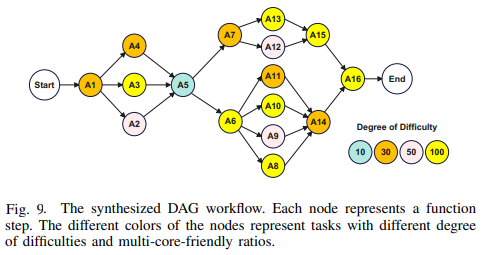 A13
A7
A15
A4
A12
A11
A16
End
Start
A1
A3
A5
A10
A6
A14
A2
A9
A8
Degree of Difficulty
10 30 50 100
Fig. 9. The synthesized DAG workflow. Each node represents a function
step. The different colors of the nodes represent tasks with different degree
of difficulties and multi-core-friendly ratios.